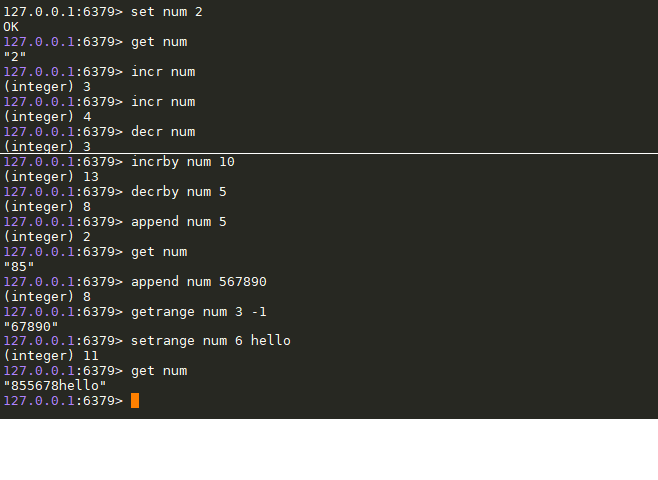 127.0.0.1:6379> set num 2
OK
127.0.0.1:6379> get num
"2"
127.0.0.1:6379> incr num
(integer) 3
127.0.0.1:6379> incr num
(integer) 4
127.0.0.1:6379> decr num
(integer) 3
127.0.0.1:6379> incrby num 10
(integer) 13
127.0.0.1:6379> decrby num 5
(integer) 8
127.0.0.1:6379> append num 5
(integer) 2
127.0.0.1:6379> get num
"85"
127.0.0.1:6379> append num 567890
(integer) 8
127.0.0.1:6379> getrange num 3 -1
"67890"
127.0.0.1:6379> setrange num 6 hello
(integer) 11
127.0.0.1:6379> get num
"855678hello"
127.0.0.1:6379>